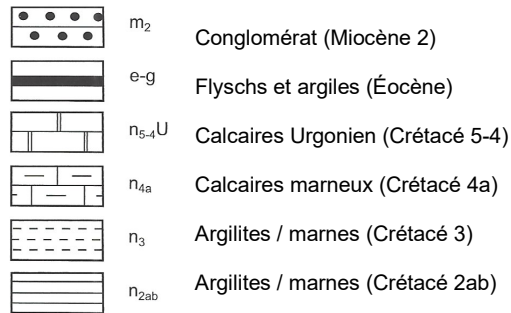 m2 Conglomérat (Miocène 2)
e-g Flyschs et argiles (Éocène)
n5-4U Calcaires Urgonien (Crétacé 5-4)
n4a Calcaires marneux (Crétacé 4a)
n3 Argilites / marnes (Crétacé 3)
n2ab Argilites / marnes (Crétacé 2ab)